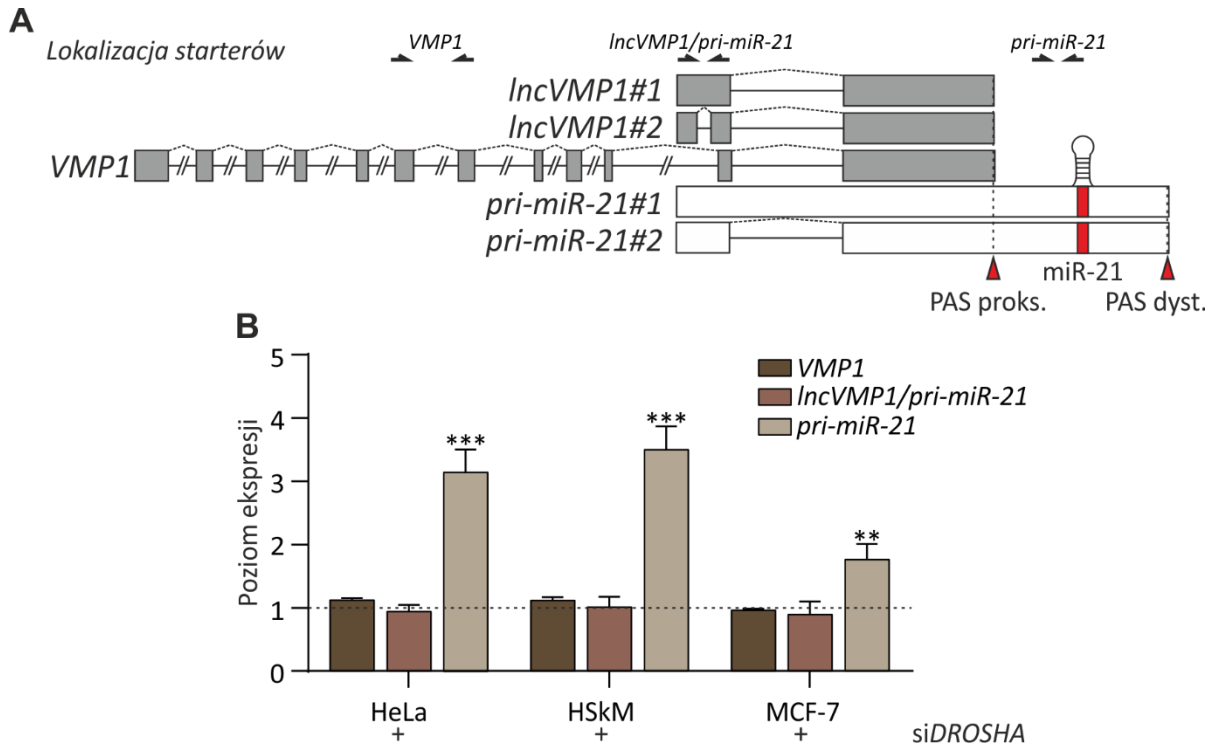 A
Lokalizacja starterów
VMP1
lncVMP1/pri-miR-21
pri-miR-21
lncVMP1#1
lncVMP1#2
VMP1
pri-miR-21#1
pri-miR-21#2
miR-21
PAS proks.
PAS dyst.
B
Poziom ekspresji
5
4
3
2
1
0
***
***
**
VMP1
lncVMP1/pri-miR-21
pri-miR-21
HeLa
HSkM
MCF-7
+
+
+
siDROSHA